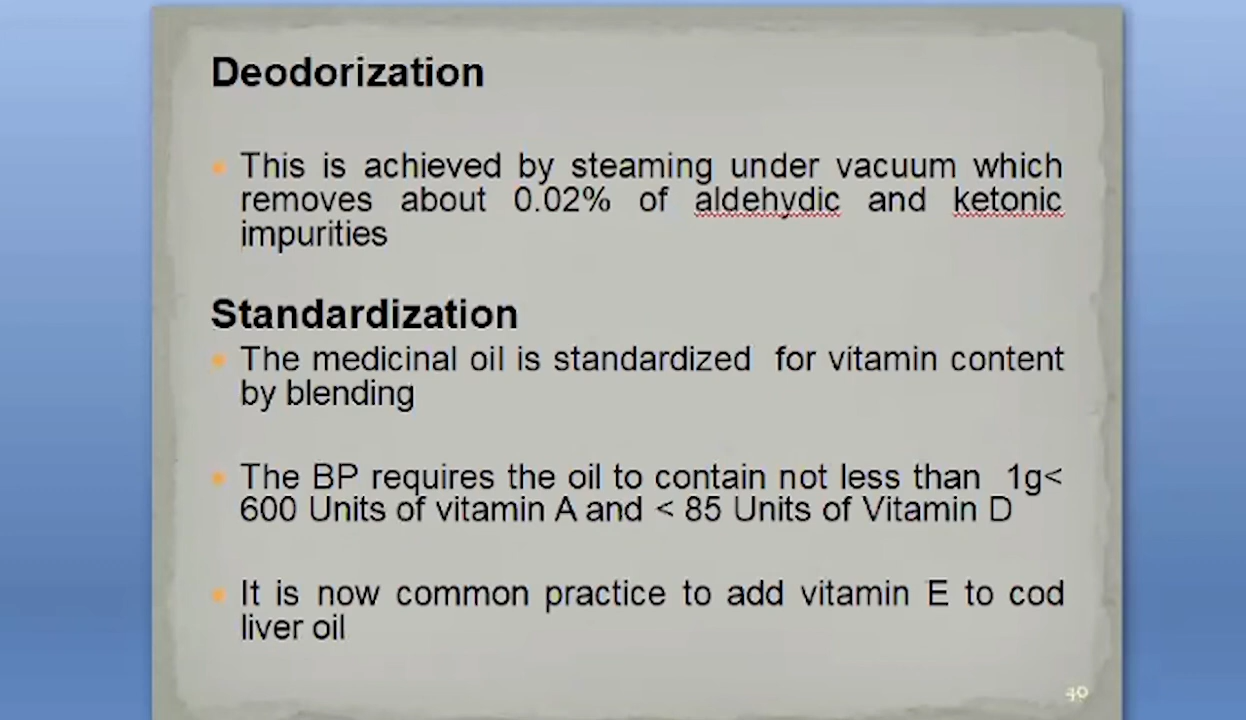 Deodorization
This is achieved by steaming under vacuum which
removes about 0.02% of aldehydic and ketonic
impurities
Standardization
The medicinal oil is standardized for vitamin content
by blending
The BP requires the oil to contain not less than 1g<
600 Units of vitamin A and < 85 Units of Vitamin D
It is now common practice to add vitamin E to cod
liver oil
40